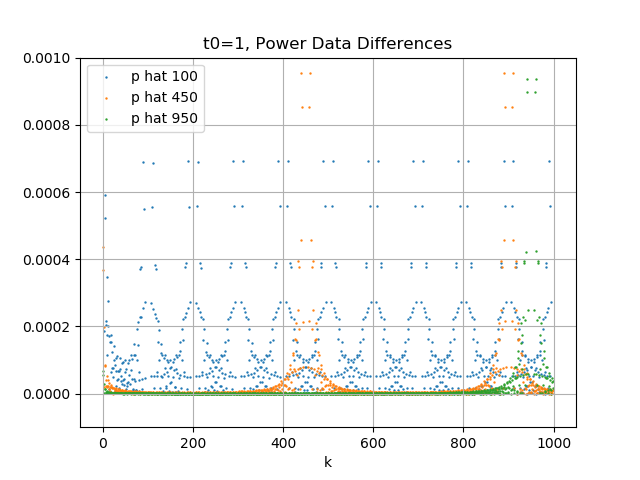 t0=1, Power Data Differences
0.0010
0.0008
0.0006
0.0004
0.0002
0.0000
p hat 100
p hat 450
p hat 950
0 200 400 600 800 1000
k